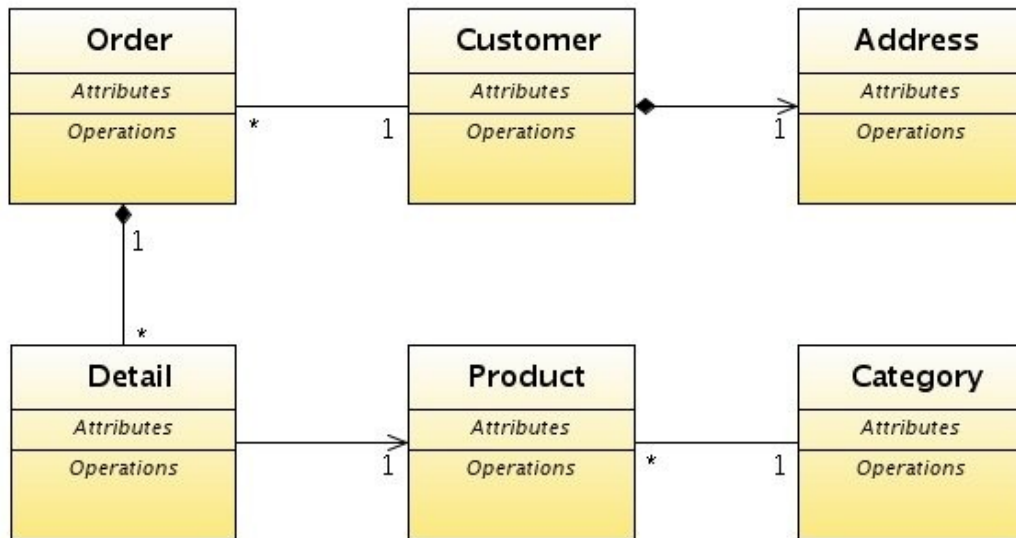 Order Customer Address
Attributes Attributes Attributes
* 1 1
Operations Operations Operations
1
*
Detail Product Category
Attributes Attributes Attributes
Operations 1 Operations * 1 Operations